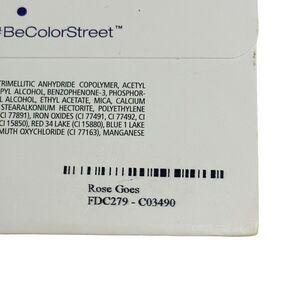 #BeColorStreet™
TRIMELLITIC ANHYDRIDE COPOLYMER, ACETYL
PYL ALCOHOL, BENZOPHENONE-3, PHOSPHOR-
L ALCOHOL, ETHYL ACETATE, MICA, CALCIUM
STEARALKONIUM HECTORITE, POLYETHYLENE
CI 77891), IRON OXIDES (CI 77491, CI 77492, CI
CI 15850), RED 34 LAKE (CI 15880), BLUE 1 LAKE
MUTH OXYCHLORIDE (CI 77163), MANGANESE
Rose Goes
FDC279 - C03490